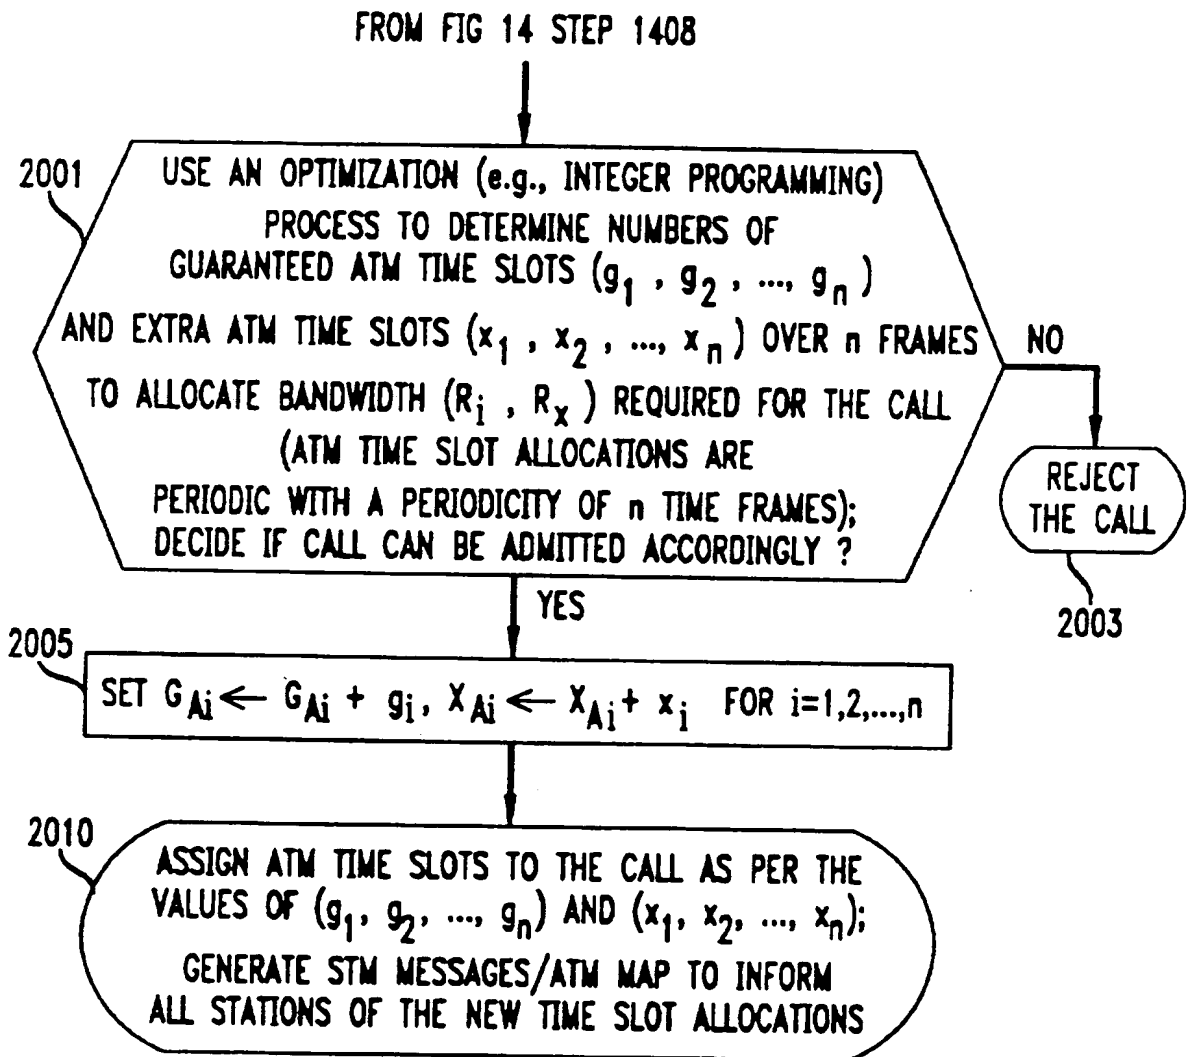 FROM FIG 14 STEP 1408
2001
USE AN OPTIMIZATION (e.g., INTEGER PROGRAMMING)
PROCESS TO DETERMINE NUMBERS OF
GUARANTEED ATM TIME SLOTS (g1 , g2 , ..., gn )
AND EXTRA ATM TIME SLOTS (x1 , x2 , ..., xn ) OVER n FRAMES
TO ALLOCATE BANDWIDTH (Ri , Rx ) REQUIRED FOR THE CALL
(ATM TIME SLOT ALLOCATIONS ARE
PERIODIC WITH A PERIODICITY OF n TIME FRAMES);
DECIDE IF CALL CAN BE ADMITTED ACCORDINGLY ?
NO
REJECT
THE CALL
2003
YES
2005
SET GAi ← GAi + gi, XAi ← XAi + xi FOR i=1,2,...,n
2010
ASSIGN ATM TIME SLOTS TO THE CALL AS PER THE
VALUES OF (g1, g2, ..., gn) AND (x1, x2, ..., xn);
GENERATE STM MESSAGES/ATM MAP TO INFORM
ALL STATIONS OF THE NEW TIME SLOT ALLOCATIONS